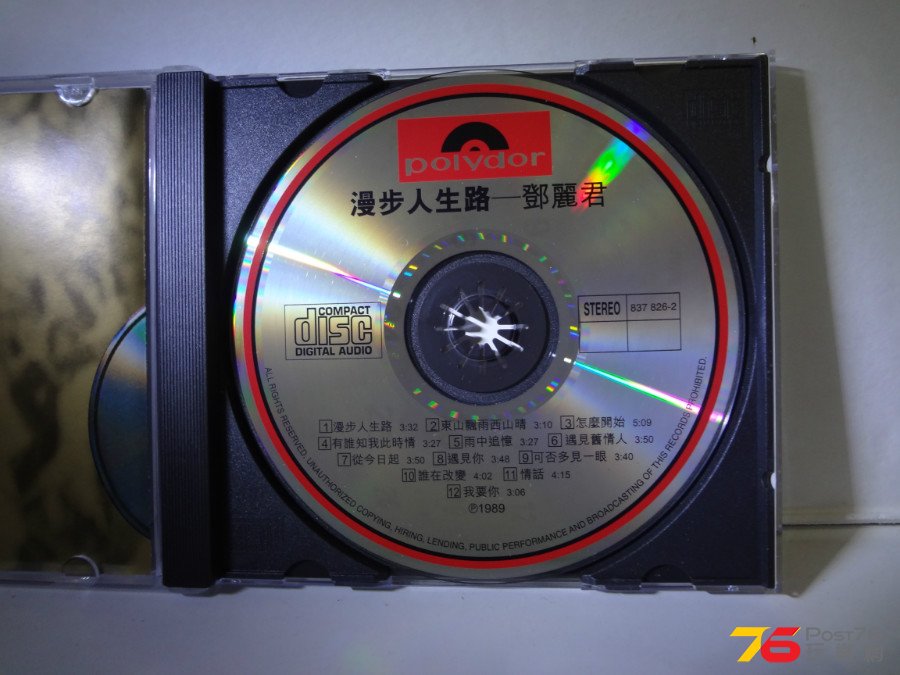 polydor
漫步人生路—鄧麗君
COMPACT
disc
DIGITAL AUDIO
STEREO 837 826-2
1 漫步人生路 3:32 2 東山飄雨西山晴 3:10 3 怎麼開始 5:09
4 有誰知我此時情 3:27 5 雨中追憶 3:27 6 遇見舊情人 3:50
7 從今日起 3:50 8 遇見你 3:48 9 可否多見一眼 3:40
10 誰在改變 4:02 11 情話 4:15
12 我要你 3:06
℗1989
ALL RIGHTS RESERVED. UNAUTHORIZED COPYING, HIRING, LENDING, PUBLIC PERFORMANCE AND BROADCASTING OF THIS RECORDS PROHIBITED.
76 Post76